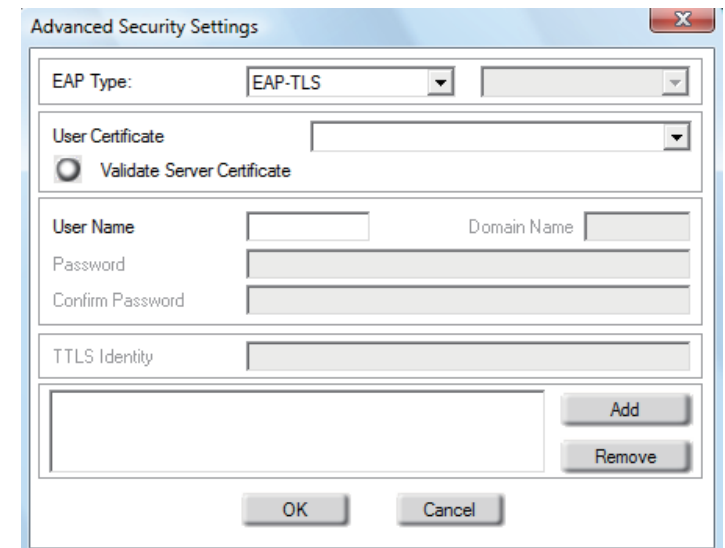 Advanced Security Settings
EAP Type: EAP-TLS
User Certificate
Validate Server Certificate
User Name Domain Name
Password
Confirm Password
TTLS Identity
Add
Remove
OK Cancel